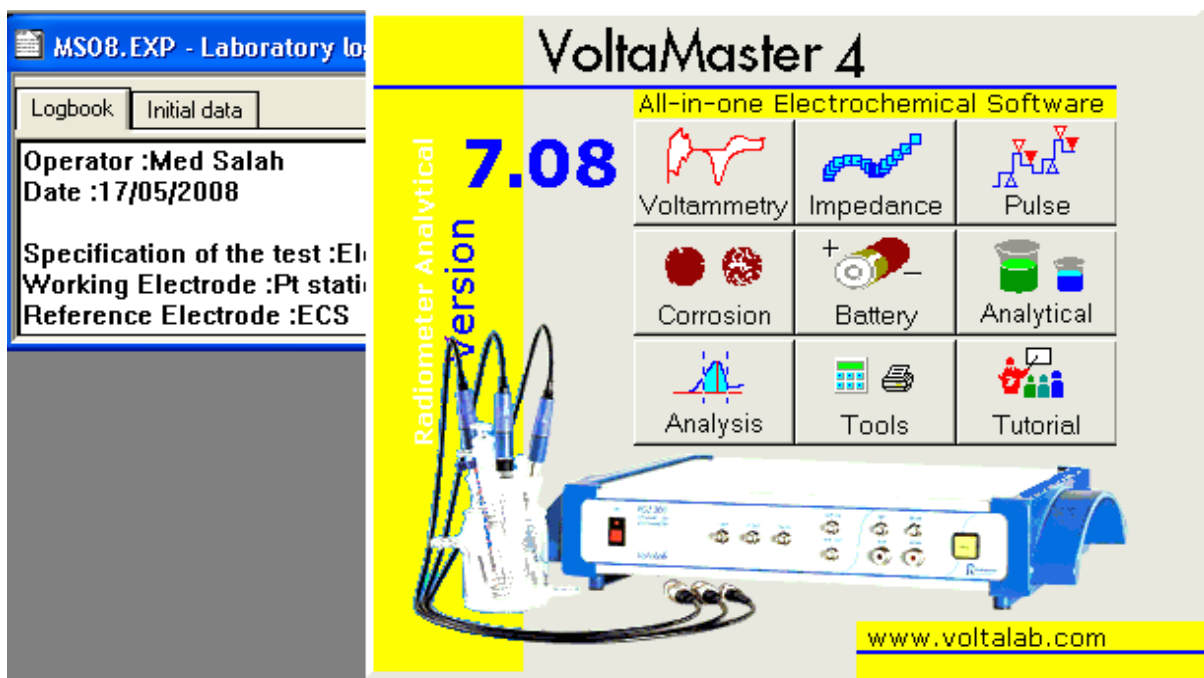 MS08.EXP - Laboratory lo
Logbook
Initial data
Operator :Med Salah
Date :17/05/2008
Specification of the test :El
Working Electrode :Pt stati
Reference Electrode :ECS
VoltaMaster 4
All-in-one Electrochemical Software
Radiometer Analytical
Version
7.08
Voltammetry
Impedance
Pulse
Corrosion
Battery
Analytical
Analysis
Tools
Tutorial
www.voltalab.com